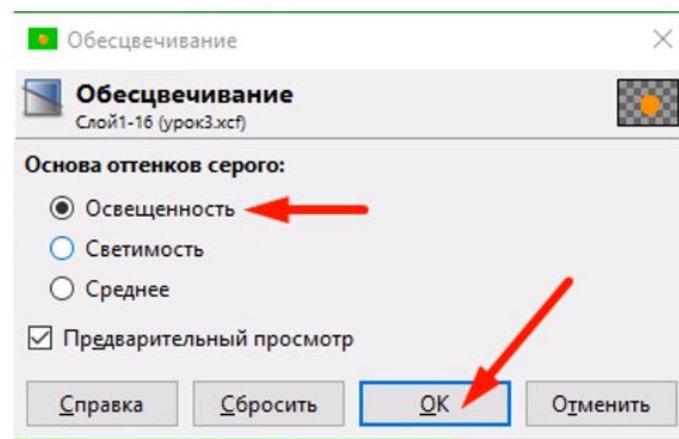 Обесцвечивание
Обесцвечивание
Слой1-16 (урок3.xcf)
Основа оттенков серого:
Освещенность
Светимость
Среднее
Предварительный просмотр
Справка
Сбросить
OK
Отменить